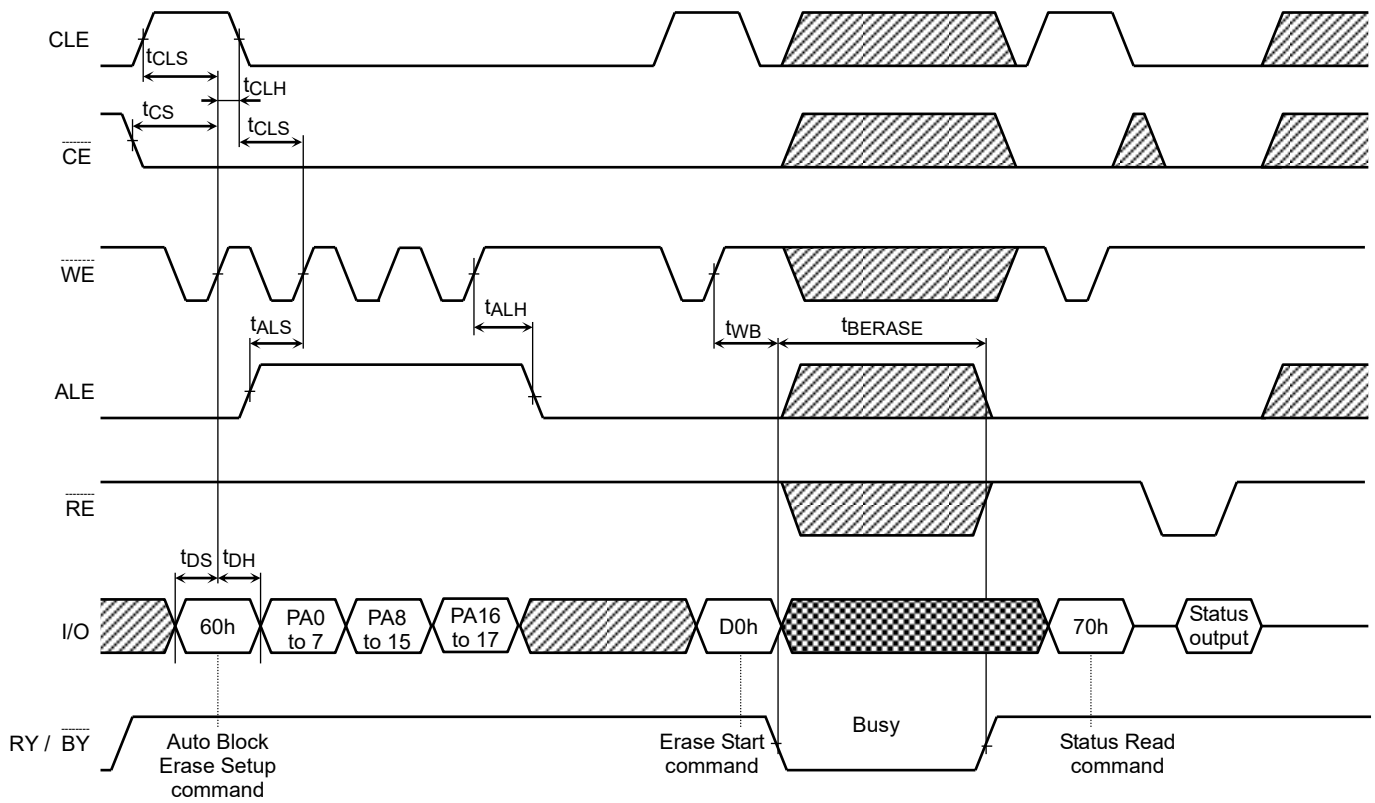 CLE
tCLS
tCLH
tCS
tCLS
CE
WE
tALS
tALH
tWB
tBERASE
ALE
RE
tDS
tDH
I/O
60h
PA0
to 7
PA8
to 15
PA16
to 17
D0h
70h
Status
output
RY / BY
Busy
Auto Block
Erase Setup
command
Erase Start
command
Status Read
command